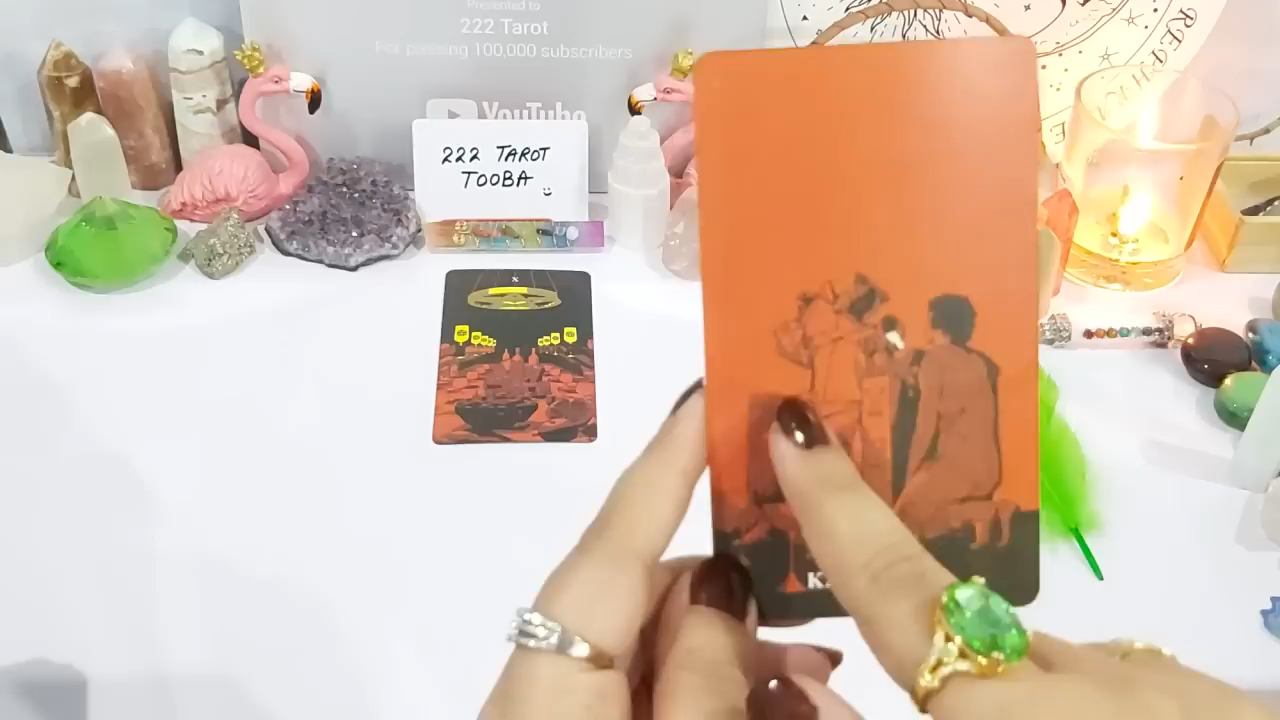 Presented to
222 Tarot
For passing 100,000 subscribers
YouTube
222 TAROT
TOOBA
X